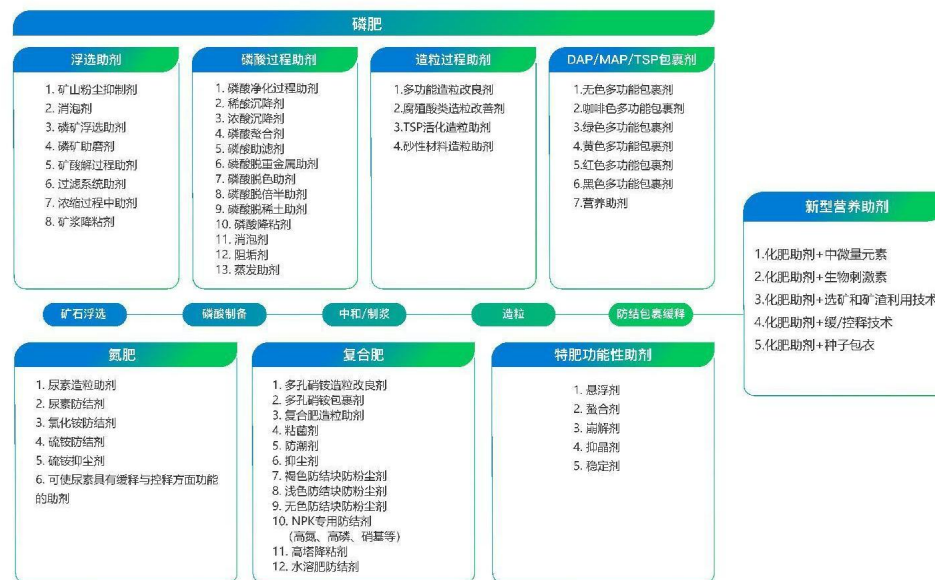 磷肥
浮选助剂
1. 矿山粉尘抑制剂
2. 消泡剂
3. 磷矿浮选助剂
4. 磷矿助磨剂
5. 矿酸解过程助剂
6. 过滤系统助剂
7. 浓缩过程中助剂
8. 矿浆降粘剂
磷酸过程助剂
1. 磷酸净化过程助剂
2. 稀酸沉降剂
3. 浓酸沉降剂
4. 磷酸螯合剂
5. 磷酸助滤剂
6. 磷酸脱重金属助剂
7. 磷酸脱色助剂
8. 磷酸脱倍半助剂
9. 磷酸脱稀土助剂
10. 磷酸降粘剂
11. 消泡剂
12. 阻垢剂
13. 蒸发助剂
造粒过程助剂
1.多功能造粒改良剂
2.腐殖酸类造粒改善剂
3.TSP活化造粒助剂
4.砂性材料造粒助剂
DAP/MAP/TSP包裹剂
1.无色多功能包裹剂
2.咖啡色多功能包裹剂
3.绿色多功能包裹剂
4.黄色多功能包裹剂
5.红色多功能包裹剂
6.黑色多功能包裹剂
7.营养助剂
新型营养助剂
1.化肥助剂+中微量元素
2.化肥助剂+生物刺激素
3.化肥助剂+选矿和矿渣利用技术
4.化肥助剂+缓/控释技术
5.化肥助剂+种子包衣
矿石浮选
磷酸制备
中和/制浆
造粒
防结包裹缓释
氮肥
1. 尿素造粒助剂
2. 尿素防结剂
3. 氯化铵防结剂
4. 硫铵防结剂
5. 硫铵抑尘剂
6. 可使尿素具有缓释与控释方面功能
的助剂
复合肥
1. 多孔硝铵造粒改良剂
2. 多孔硝铵包裹剂
3. 复合肥造粒助剂
4. 粘菌剂
5. 防潮剂
6. 抑尘剂
7. 褐色防结块防粉尘剂
8. 浅色防结块防粉尘剂
9. 无色防结块防粉尘剂
10. NPK专用防结剂
（高氮、高磷、硝基等）
11. 高塔降粘剂
12. 水溶肥防结剂
特肥功能性助剂
1. 悬浮剂
2. 螯合剂
3. 崩解剂
4. 抑晶剂
5. 稳定剂